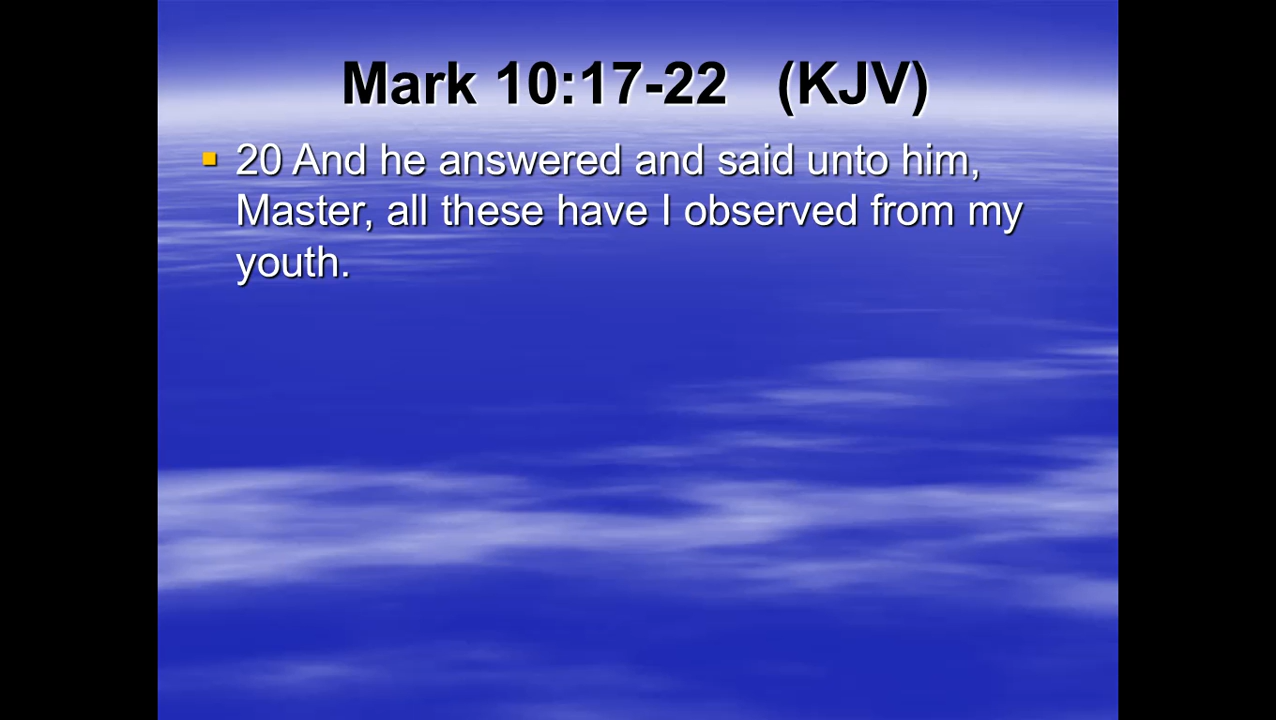 Mark 10:17-22 (KJV)
20 And he answered and said unto him,
Master, all these have I observed from my
youth.